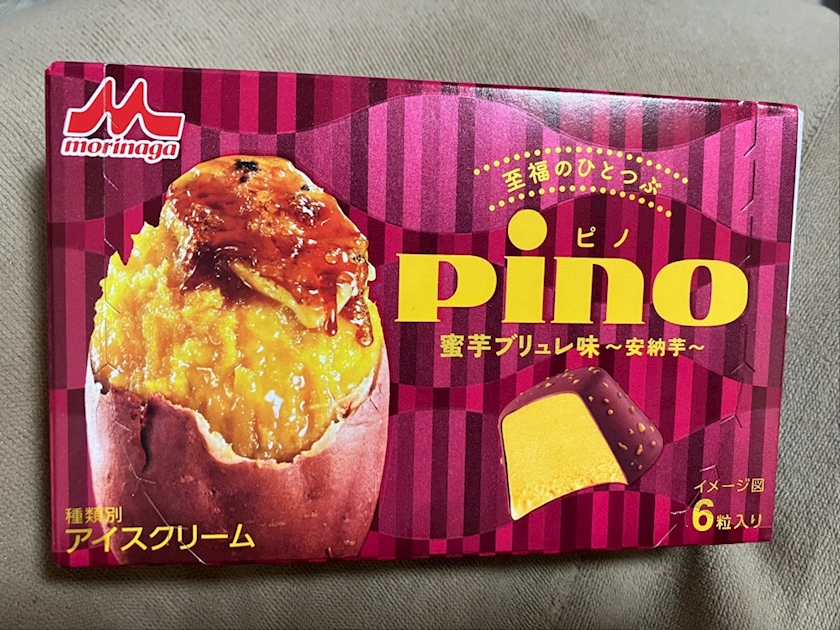 morinaga
至福のひとつぶ
ピノ
pino
蜜芋ブリュレ味～安納芋～
イメージ図
6粒入り
種類別
アイスクリーム